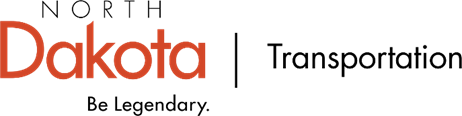 NORTH
Dakota
Be Legendary.
Transportation